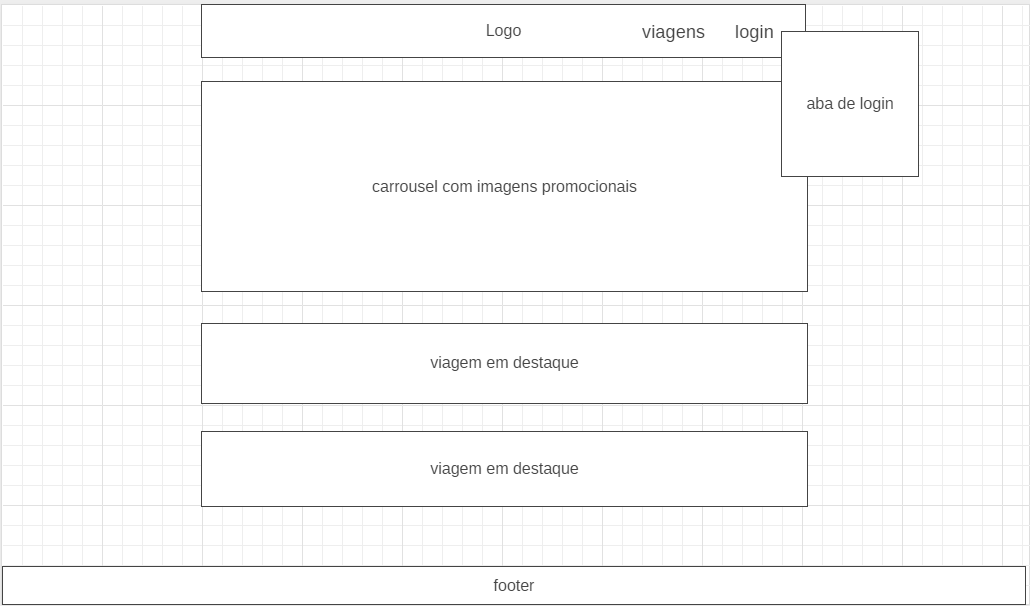 Logo
viagens
login
aba de login
carrousel com imagens promocionais
viagem em destaque
viagem em destaque
footer